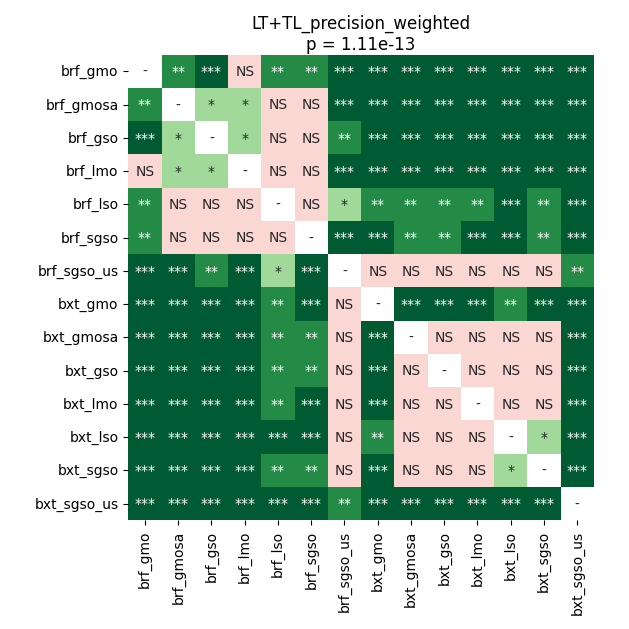 LT+TL_precision_weighted
p = 1.11e-13
brf_gmo - ** *** NS ** ** *** *** *** *** *** *** *** ***
brf_gmosa ** - * * NS NS *** *** *** *** *** *** *** ***
brf_gso *** * - * NS NS ** *** *** *** *** *** *** ***
brf_lmo NS * * - NS NS *** *** *** *** *** *** *** ***
brf_lso ** NS NS NS - NS * ** ** ** ** *** ** ***
brf_sgso ** NS NS NS NS - *** *** ** ** *** *** ** ***
brf_sgso_us *** *** ** *** * *** - NS NS NS NS NS NS **
bxt_gmo *** *** *** *** ** *** NS - *** *** *** ** *** ***
bxt_gmosa *** *** *** *** ** ** NS *** - NS NS NS NS ***
bxt_gso *** *** *** *** ** ** NS *** NS - NS NS NS ***
bxt_lmo *** *** *** *** ** *** NS *** NS NS - NS NS ***
bxt_lso *** *** *** *** *** *** NS ** NS NS NS - * ***
bxt_sgso *** *** *** *** ** ** NS *** NS NS NS * - ***
bxt_sgso_us *** *** *** *** *** *** ** *** *** *** *** *** *** -
brf_gmo brf_gmosa brf_gso brf_lmo brf_lso brf_sgso brf_sgso_us bxt_gmo bxt_gmosa bxt_gso bxt_lmo bxt_lso bxt_sgso bxt_sgso_us